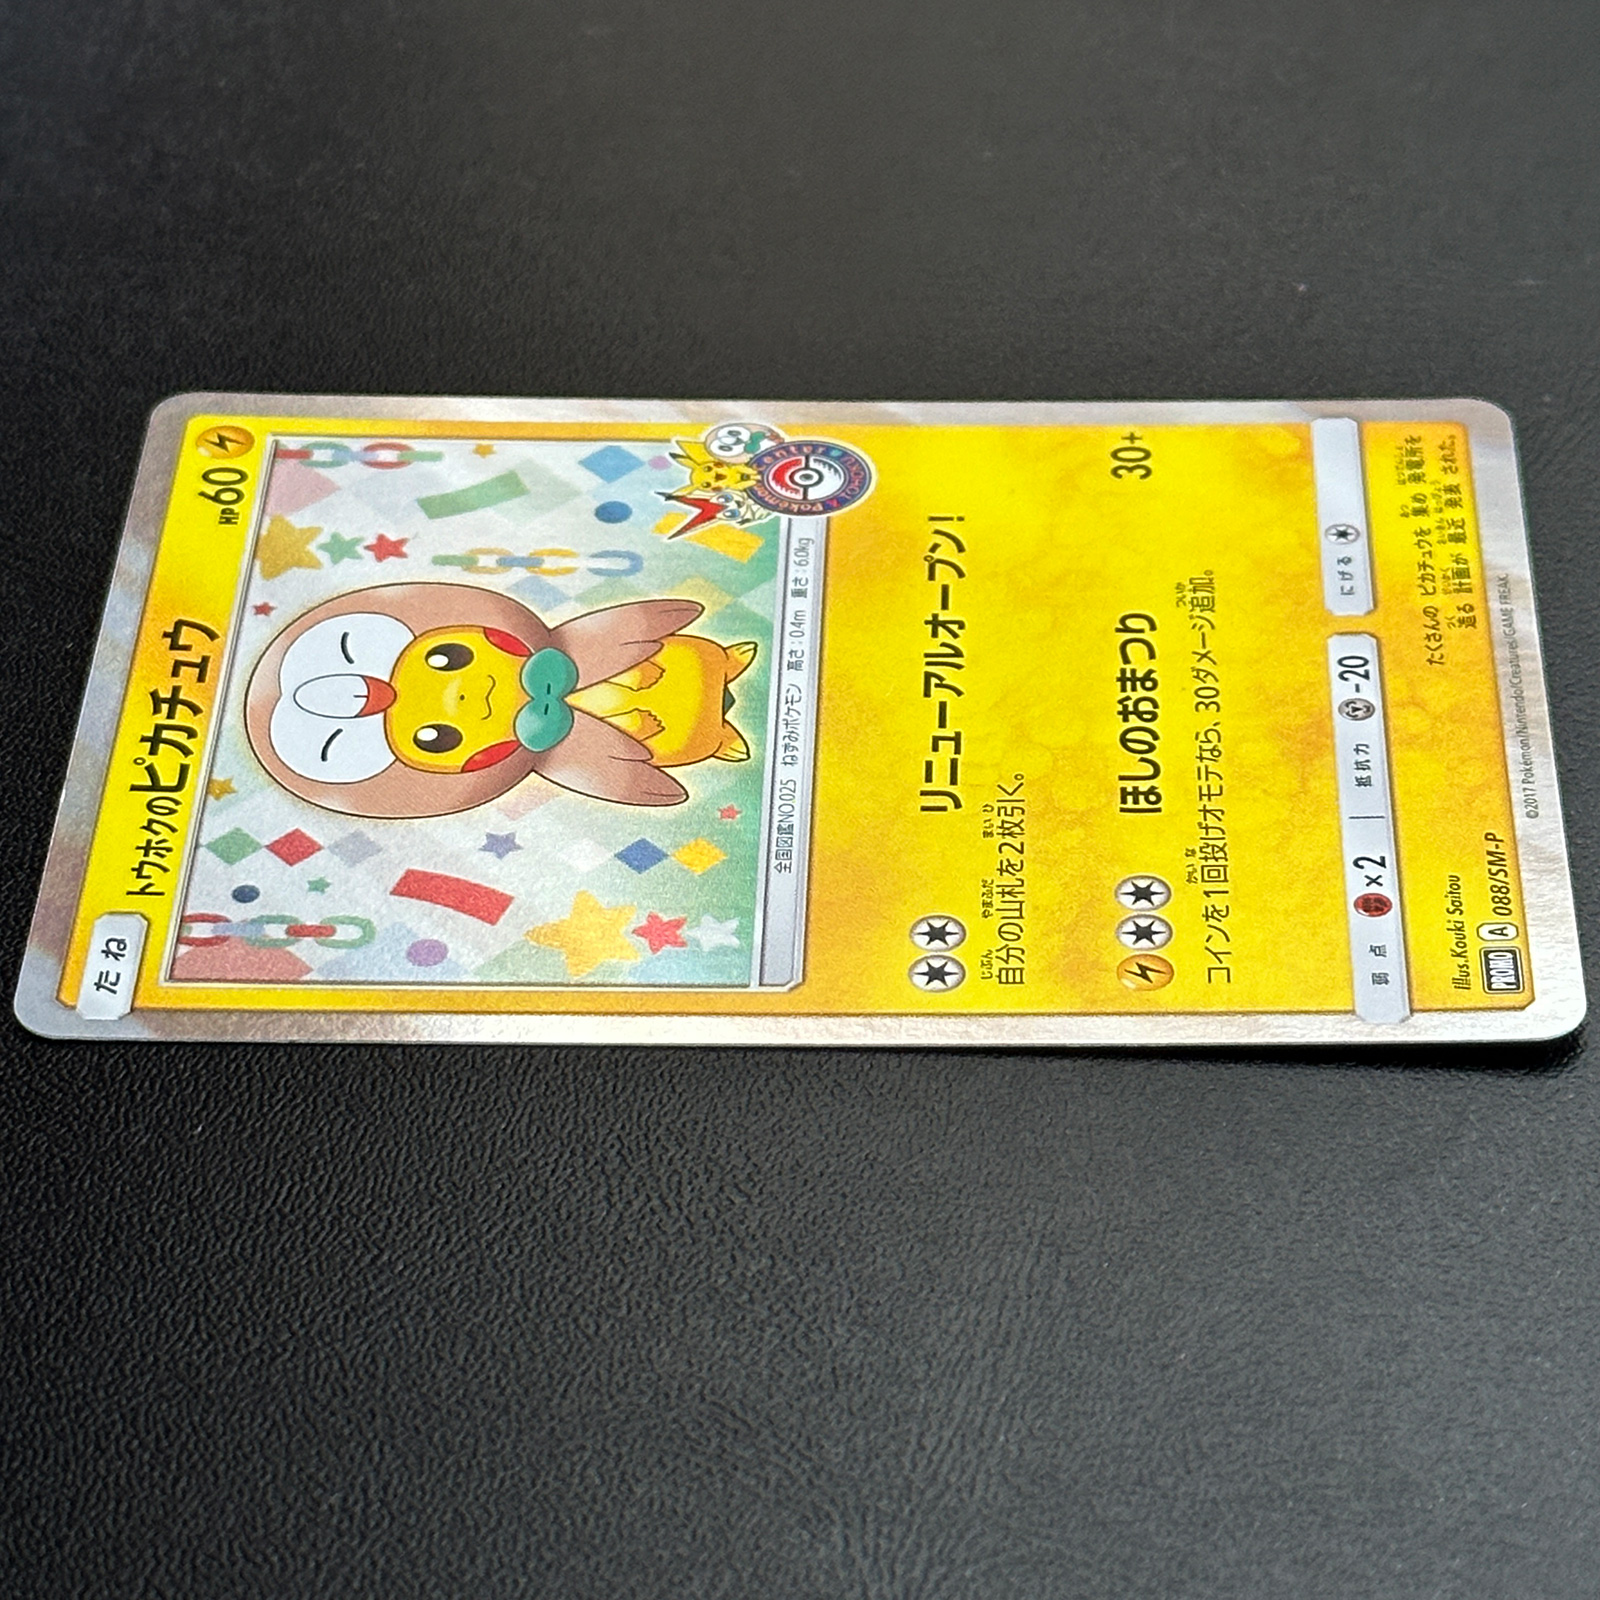 たね
トウホクのピカチュウ
HP60
Pokémon Center TOHOKU
全国図鑑NO.025 ねずみポケモン 高さ:0.4m 重さ:6.0kg
リニューアルオープン!
自分の山札を2枚引く。
ほしのおまつり 30+
コインを1回投げオモテなら、30ダメージ追加。
弱点 ×2 抵抗力 -20 にげる
Illus.Kouki Saitou
PROMO A 088/SM-P
たくさんの ピカチュウを 集め 発電所を
造る 計画が 最近 発表 された。
©2017 Pokémon/Nintendo/Creatures/GAME FREAK.